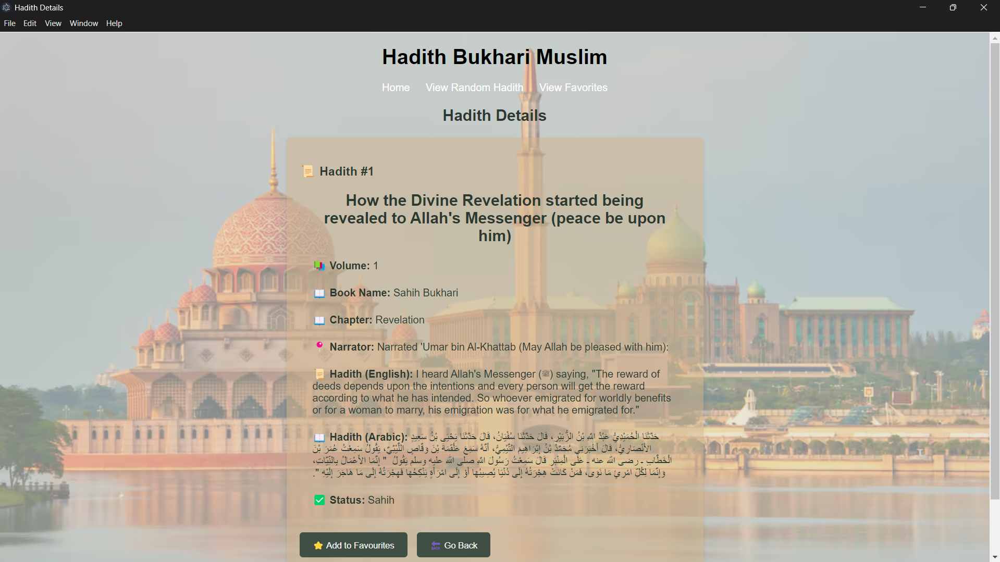 Hadith Details
File Edit View Window Help
Hadith Bukhari Muslim
Home View Random Hadith View Favorites
Hadith Details
📜 Hadith #1
How the Divine Revelation started being
revealed to Allah's Messenger (peace be upon
him)
📚 Volume: 1
📖 Book Name: Sahih Bukhari
📖 Chapter: Revelation
📍 Narrator: Narrated 'Umar bin Al-Khattab (May Allah be pleased with him):
📜 Hadith (English): I heard Allah's Messenger (ﷺ) saying, "The reward of
deeds depends upon the intentions and every person will get the reward
according to what he has intended. So whoever emigrated for worldly benefits
or for a woman to marry, his emigration was for what he emigrated for."
📖 Hadith (Arabic): حَدَّثَنَا الْحُمَيْدِيُّ عَبْدُ اللَّهِ بْنُ الزُّبَيْرِ، قَالَ حَدَّثَنَا سُفْيَانُ، قَالَ حَدَّثَنَا يَحْيَى بْنُ سَعِيدٍ
الأَنْصَارِيُّ، قَالَ أَخْبَرَنِي مُحَمَّدُ بْنُ إِبْرَاهِيمَ التَّيْمِيُّ، أَنَّهُ سَمِعَ عَلْقَمَةَ بْنَ وَقَّاصٍ اللَّيْثِيَّ، يَقُولُ سَمِعْتُ عُمَرَ بْنَ
الْخَطَّابِ ـ رضى الله عنه ـ عَلَى الْمِنْبَرِ قَالَ سَمِعْتُ رَسُولَ اللَّهِ صلى الله عليه وسلم يَقُولُ " إِنَّمَا الأَعْمَالُ بِالنِّيَّاتِ،
وَإِنَّمَا لِكُلِّ امْرِئٍ مَا نَوَى، فَمَنْ كَانَتْ هِجْرَتُهُ إِلَى دُنْيَا يُصِيبُهَا أَوْ إِلَى امْرَأَةٍ يَنْكِحُهَا فَهِجْرَتُهُ إِلَى مَا هَاجَرَ إِلَيْهِ ".
✅ Status: Sahih
⭐ Add to Favourites 🔙 Go Back